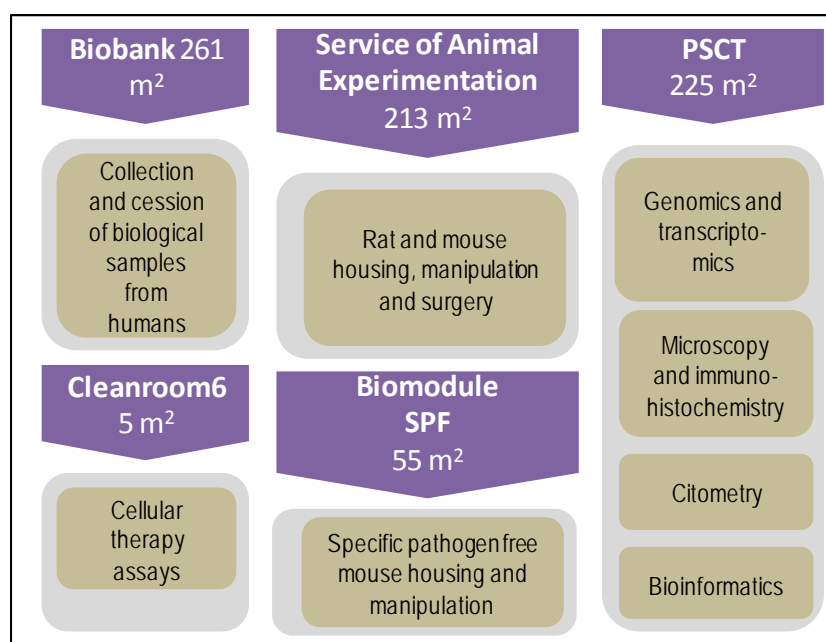 Biobank 261
m²
Collection
and cession
of biological
samples
from
humans
Cleanroom6
5 m²
Cellular
therapy
assays
Service of Animal
Experimentation
213 m²
Rat and mouse
housing, manipulation
and surgery
Biomodule
SPF
55 m²
Specific pathogen free
mouse housing and
manipulation
PSCT
225 m²
Genomics and
transcripto-
mics
Microscopy
and immuno-
histochemistry
Citometry
Bioinformatics